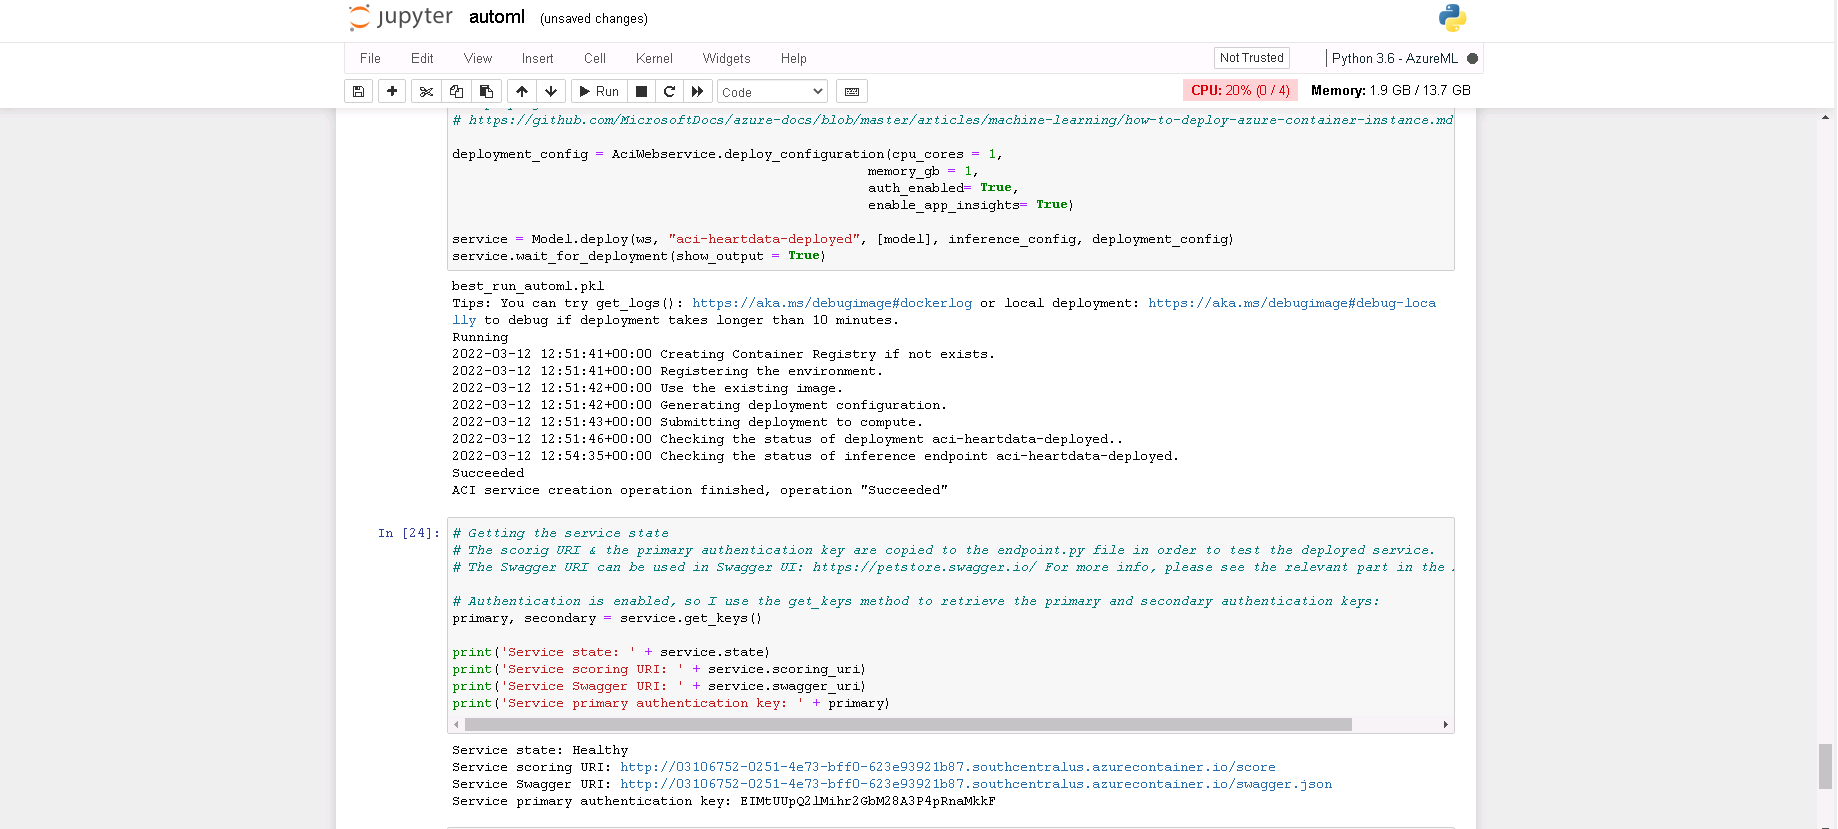 jupyter automl (unsaved changes)
File Edit View Insert Cell Kernel Widgets Help Not Trusted Python 3.6 - AzureML
Run Code CPU: 20% (0 / 4) Memory: 1.9 GB / 13.7 GB
# https://github.com/MicrosoftDocs/azure-docs/blob/master/articles/machine-learning/how-to-deploy-azure-container-instance.md
deployment_config = AciWebservice.deploy_configuration(cpu_cores = 1,
memory_gb = 1,
auth_enabled= True,
enable_app_insights= True)
service = Model.deploy(ws, "aci-heartdata-deployed", [model], inference_config, deployment_config)
service.wait_for_deployment(show_output = True)
best_run_automl.pkl
Tips: You can try get_logs(): https://aka.ms/debugimage#dockerlog or local deployment: https://aka.ms/debugimage#debug-loca
lly to debug if deployment takes longer than 10 minutes.
Running
2022-03-12 12:51:41+00:00 Creating Container Registry if not exists.
2022-03-12 12:51:41+00:00 Registering the environment.
2022-03-12 12:51:42+00:00 Use the existing image.
2022-03-12 12:51:42+00:00 Generating deployment configuration.
2022-03-12 12:51:43+00:00 Submitting deployment to compute.
2022-03-12 12:51:46+00:00 Checking the status of deployment aci-heartdata-deployed..
2022-03-12 12:54:35+00:00 Checking the status of inference endpoint aci-heartdata-deployed.
Succeeded
ACI service creation operation finished, operation "Succeeded"
In [24]: # Getting the service state
# The scorig URI & the primary authentication key are copied to the endpoint.py file in order to test the deployed service.
# The Swagger URI can be used in Swagger UI: https://petstore.swagger.io/ For more info, please see the relevant part in the
# Authentication is enabled, so I use the get_keys method to retrieve the primary and secondary authentication keys:
primary, secondary = service.get_keys()
print('Service state: ' + service.state)
print('Service scoring URI: ' + service.scoring_uri)
print('Service Swagger URI: ' + service.swagger_uri)
print('Service primary authentication key: ' + primary)
Service state: Healthy
Service scoring URI: http://03106752-0251-4e73-bff0-623e93921b87.southcentralus.azurecontainer.io/score
Service Swagger URI: http://03106752-0251-4e73-bff0-623e93921b87.southcentralus.azurecontainer.io/swagger.json
Service primary authentication key: EIMtUUpQ2lMihr2GbM28A3P4pRnaMkkF